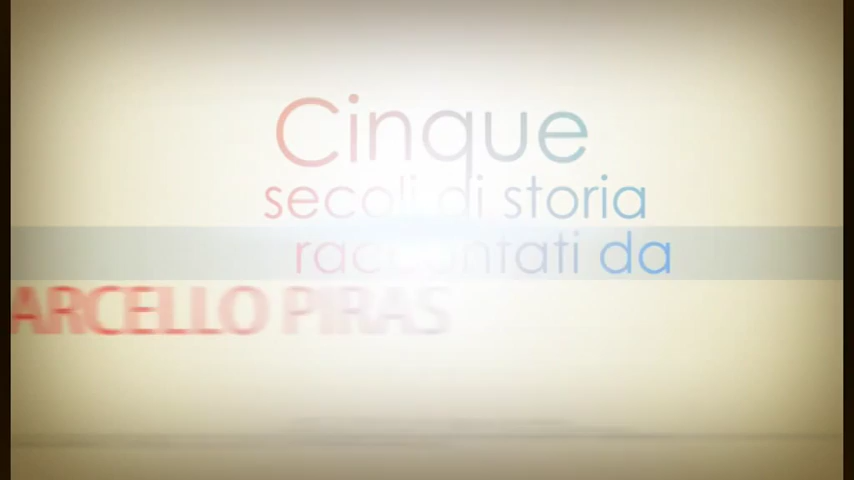 Cinque
secoli di storia
raccontati da
ARCELLO PIRAS